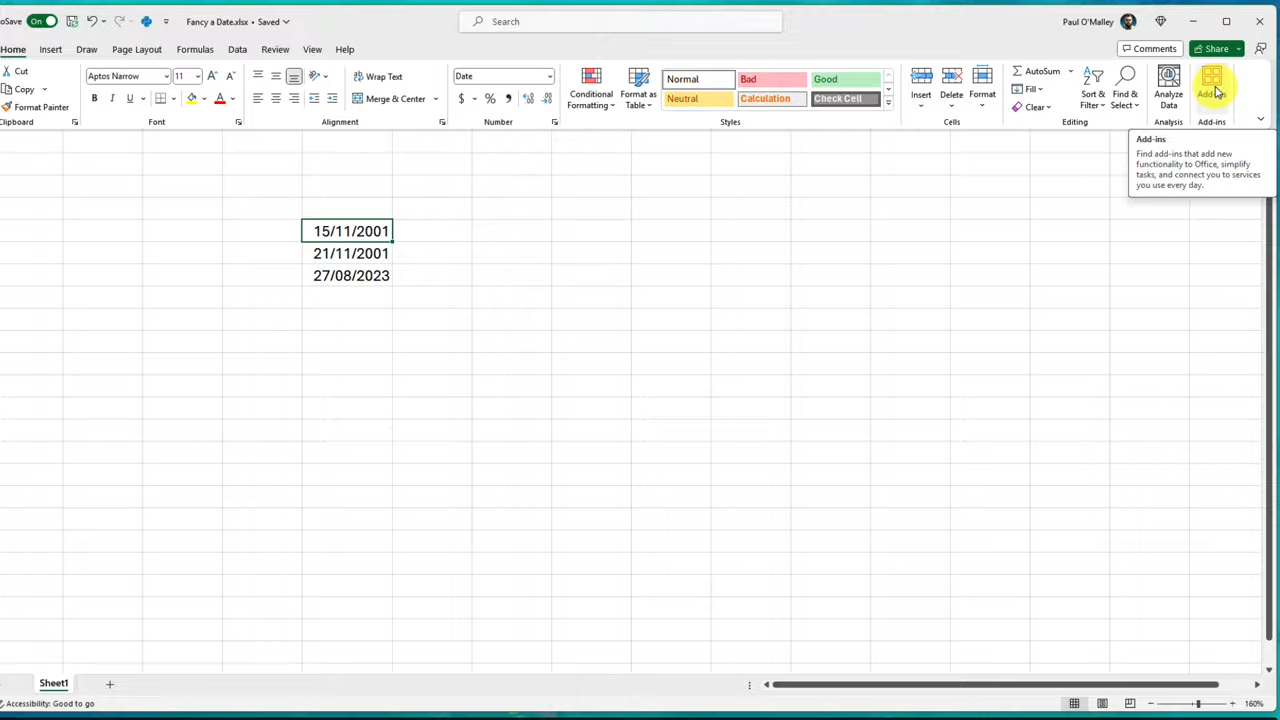 oSave On Fancy a Date.xlsx • Saved Search Paul O'Malley
Home Insert Draw Page Layout Formulas Data Review View Help Comments Share
Cut Aptos Narrow 11 A A Wrap Text Date Normal Bad Good AutoSum
Copy
Format Painter B Merge & Center $ % Neutral Calculation Check Cell Fill Clear
Conditional Formatting Format as Table Insert Delete Format Sort & Filter Find & Select Analyze Data Add-ins
Clipboard Font Alignment Number Styles Cells Editing Analysis Add-ins
Add-ins
Find add-ins that add new
functionality to Office, simplify
tasks, and connect you to services
you use every day.
15/11/2001
21/11/2001
27/08/2023
Sheet1
Accessibility: Good to go 160%